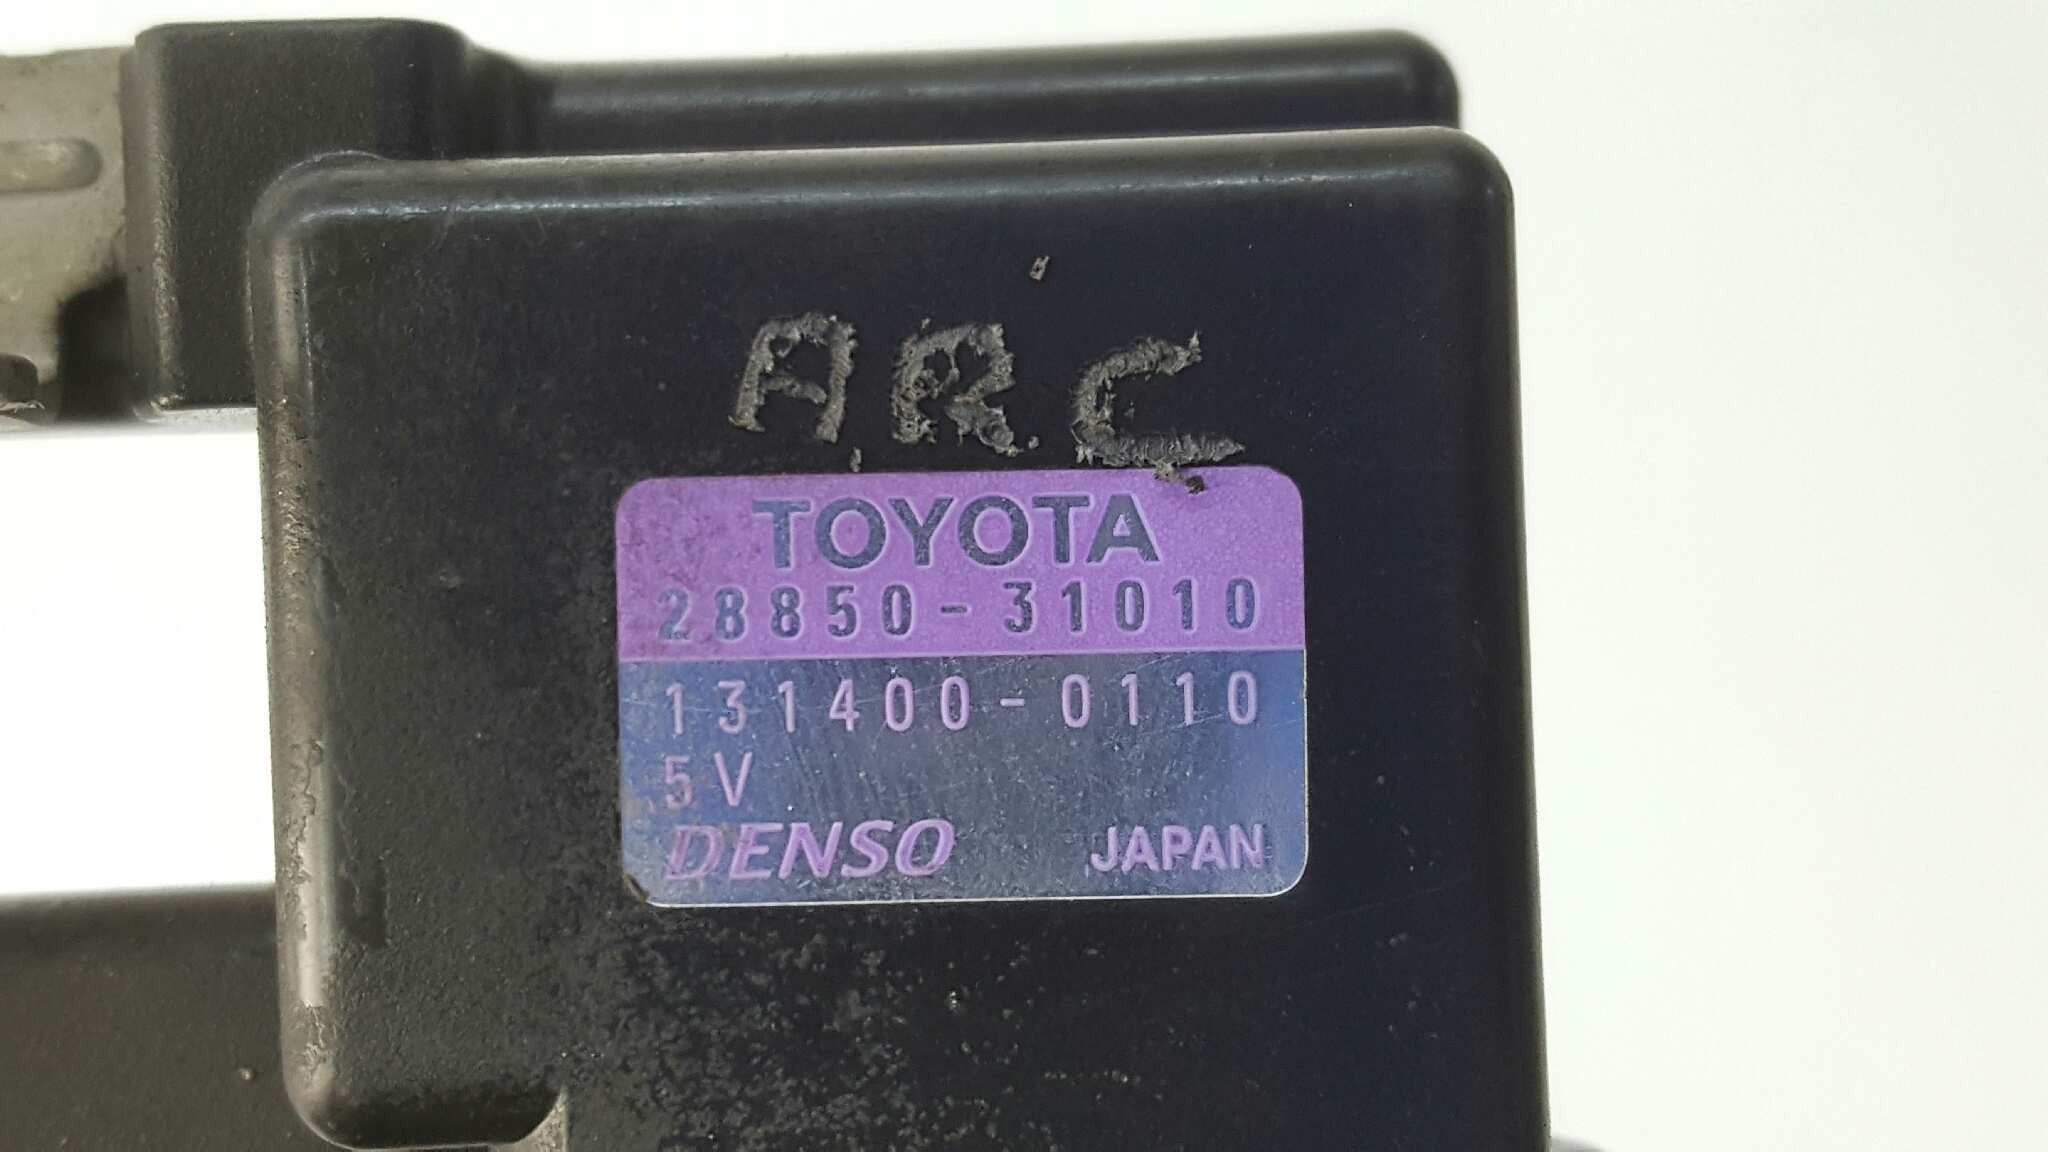 ARC
TOYOTA
28850-31010
131400-0110
5V
DENSO JAPAN